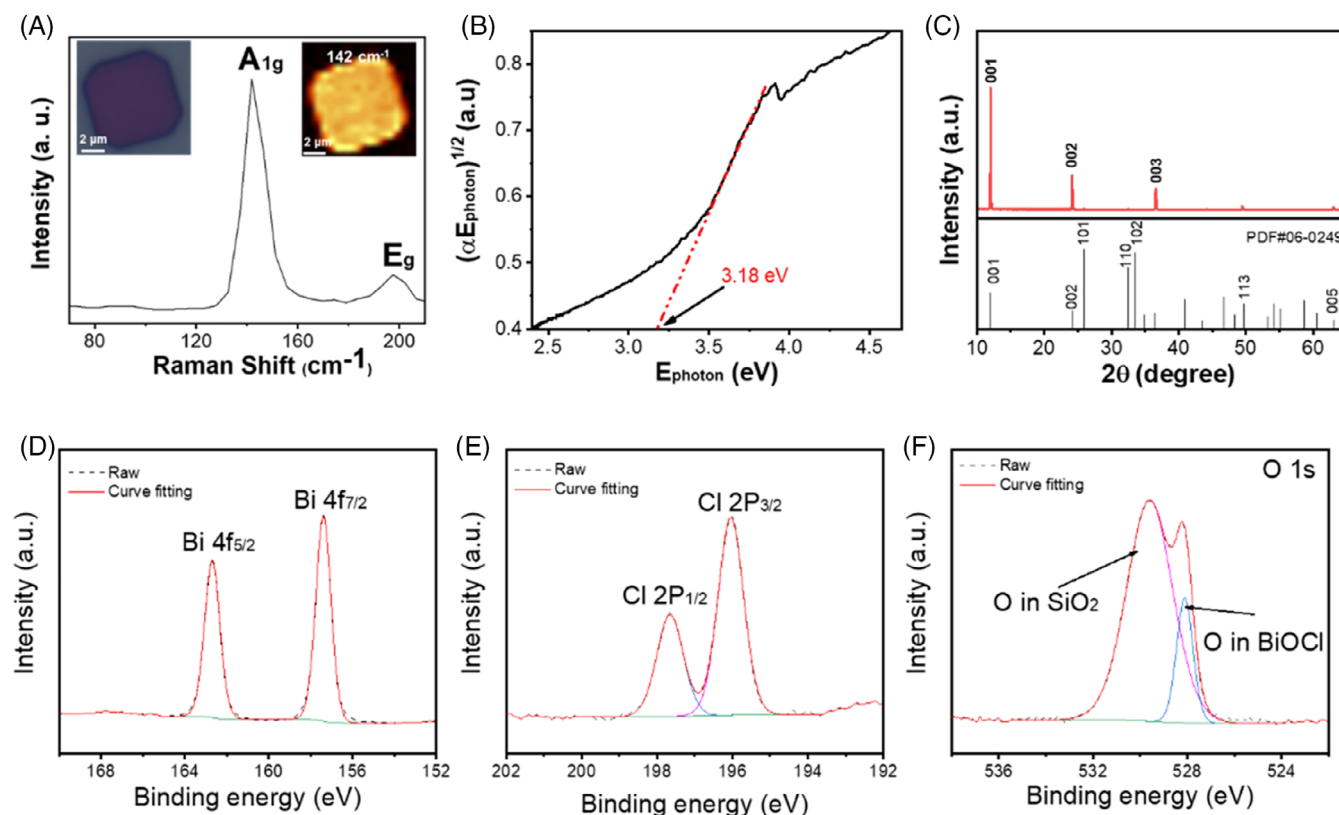 (A)
A1g
142 cm-1
2 µm
2 µm
Eg
Intensity (a. u.)
80
120
160
200
Raman Shift (cm-1)
(B)
(αEphoton)1/2 (a.u)
0.8
0.7
0.6
0.5
0.4
3.18 eV
2.4
3.0
3.5
4.0
4.5
Ephoton (eV)
(C)
Intensity (a.u.)
001
002
003
PDF#06-0249
001
002
101
110
102
113
005
10
20
30
40
50
60
2θ (degree)
(D)
Raw
Curve fitting
Bi 4f5/2
Bi 4f7/2
Intensity (a.u.)
168
164
160
156
152
Binding energy (eV)
(E)
Raw
Curve fitting
Cl 2P1/2
Cl 2P3/2
Intensity (a.u.)
202
200
198
196
194
192
Binding energy (eV)
(F)
Raw
Curve fitting
O 1s
O in SiO2
O in BiOCl
Intensity (a.u.)
536
532
528
524
Binding energy (eV)